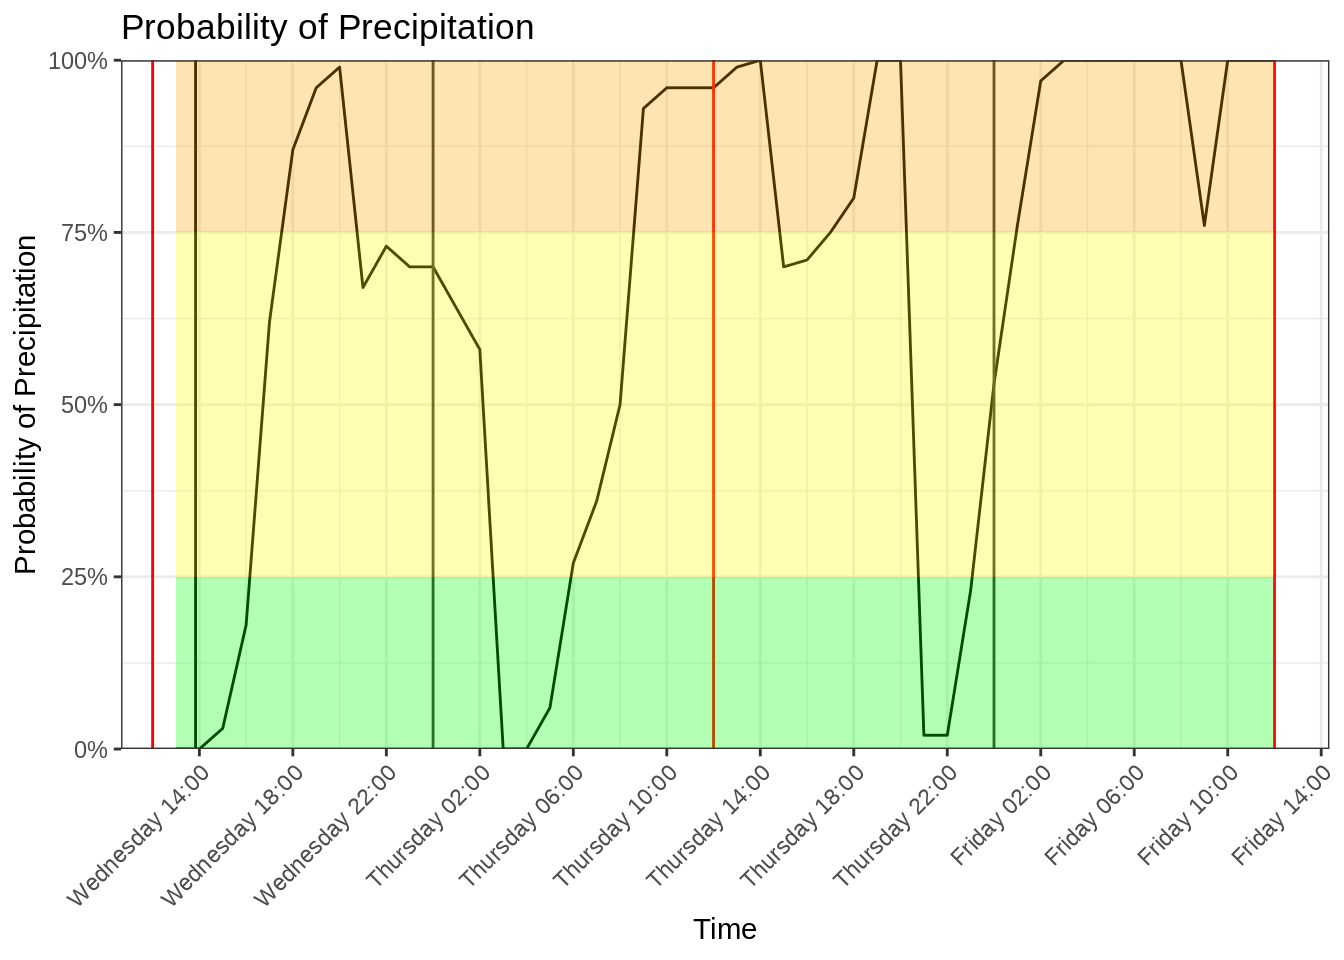 Probability of Precipitation
Probability of Precipitation
100%
75%
50%
25%
0%
Wednesday 14:00
Wednesday 18:00
Wednesday 22:00
Thursday 02:00
Thursday 06:00
Thursday 10:00
Thursday 14:00
Thursday 18:00
Thursday 22:00
Friday 02:00
Friday 06:00
Friday 10:00
Friday 14:00
Time